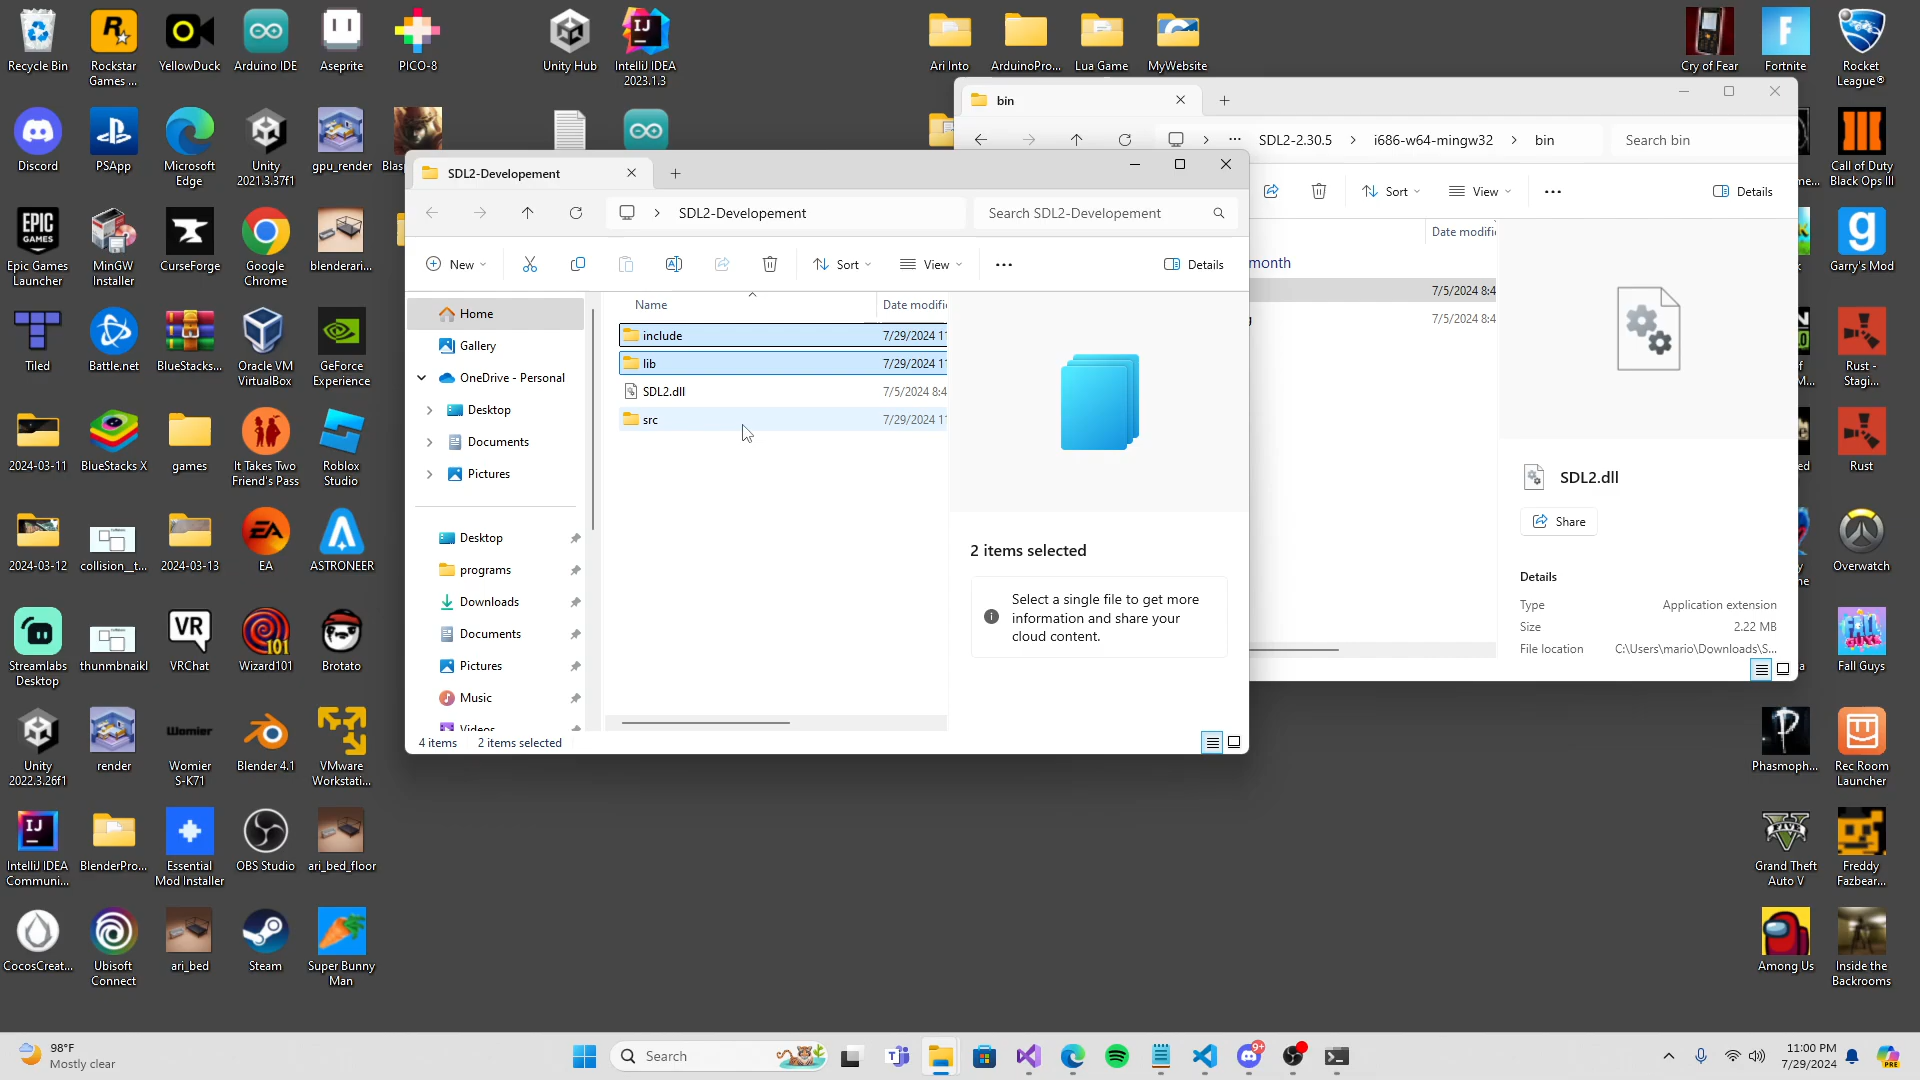 Recycle Bin
Rockstar
Games ...
YellowDuck
Arduino IDE
Aseprite
PICO-8
Unity Hub
IntelliJ IDEA
2023.1.3
Ari Into
ArduinoPro...
Lua Game
MyWebsite
Cry of Fear
Fortnite
Rocket
League®
Discord
PSApp
Microsoft
Edge
Unity
2021.3.37f1
gpu_render
Blas
Call of Duty
Black Ops III
Epic Games
Launcher
MinGW
Installer
CurseForge
Google
Chrome
blenderari...
Garry's Mod
Tiled
Battle.net
BlueStacks...
Oracle VM
VirtualBox
GeForce
Experience
Rust -
Stagi...
2024-03-11
BlueStacks X
games
It Takes Two
Friend's Pass
Roblox
Studio
Rust
2024-03-12
collision_t...
2024-03-13
EA
ASTRONEER
Overwatch
Streamlabs
Desktop
thunmbnaikl
VRChat
Wizard101
Brotato
Fall Guys
Unity
2022.3.26f1
render
Womier
S-K71
Blender 4.1
VMware
Workstati...
Phasmoph...
Rec Room
Launcher
IntelliJ IDEA
Communi...
BlenderPro...
Essential
Mod Installer
OBS Studio
ari_bed_floor
Grand Theft
Auto V
Freddy
Fazbear...
CocosCreat...
Ubisoft
Connect
ari_bed
Steam
Super Bunny
Man
Among Us
Inside the
Backrooms
bin
SDL2-2.30.5 > i686-w64-mingw32 > bin
Search bin
Sort
View
Details
Date modifi
month
7/5/2024 8:4
7/5/2024 8:4
SDL2.dll
Share
Details
Type Application extension
Size 2.22 MB
File location C:\Users\mario\Downloads\S...
SDL2-Developement
SDL2-Developement
Search SDL2-Developement
New
Sort
View
Details
Home
Gallery
OneDrive - Personal
Desktop
Documents
Pictures
Desktop
programs
Downloads
Documents
Pictures
Music
Videos
Name Date modifi
include 7/29/2024 11
lib 7/29/2024 11
SDL2.dll 7/5/2024 8:4
src 7/29/2024 11
2 items selected
Select a single file to get more
information and share your
cloud content.
4 items 2 items selected
98°F
Mostly clear
Search
9+
11:00 PM
7/29/2024
PRE